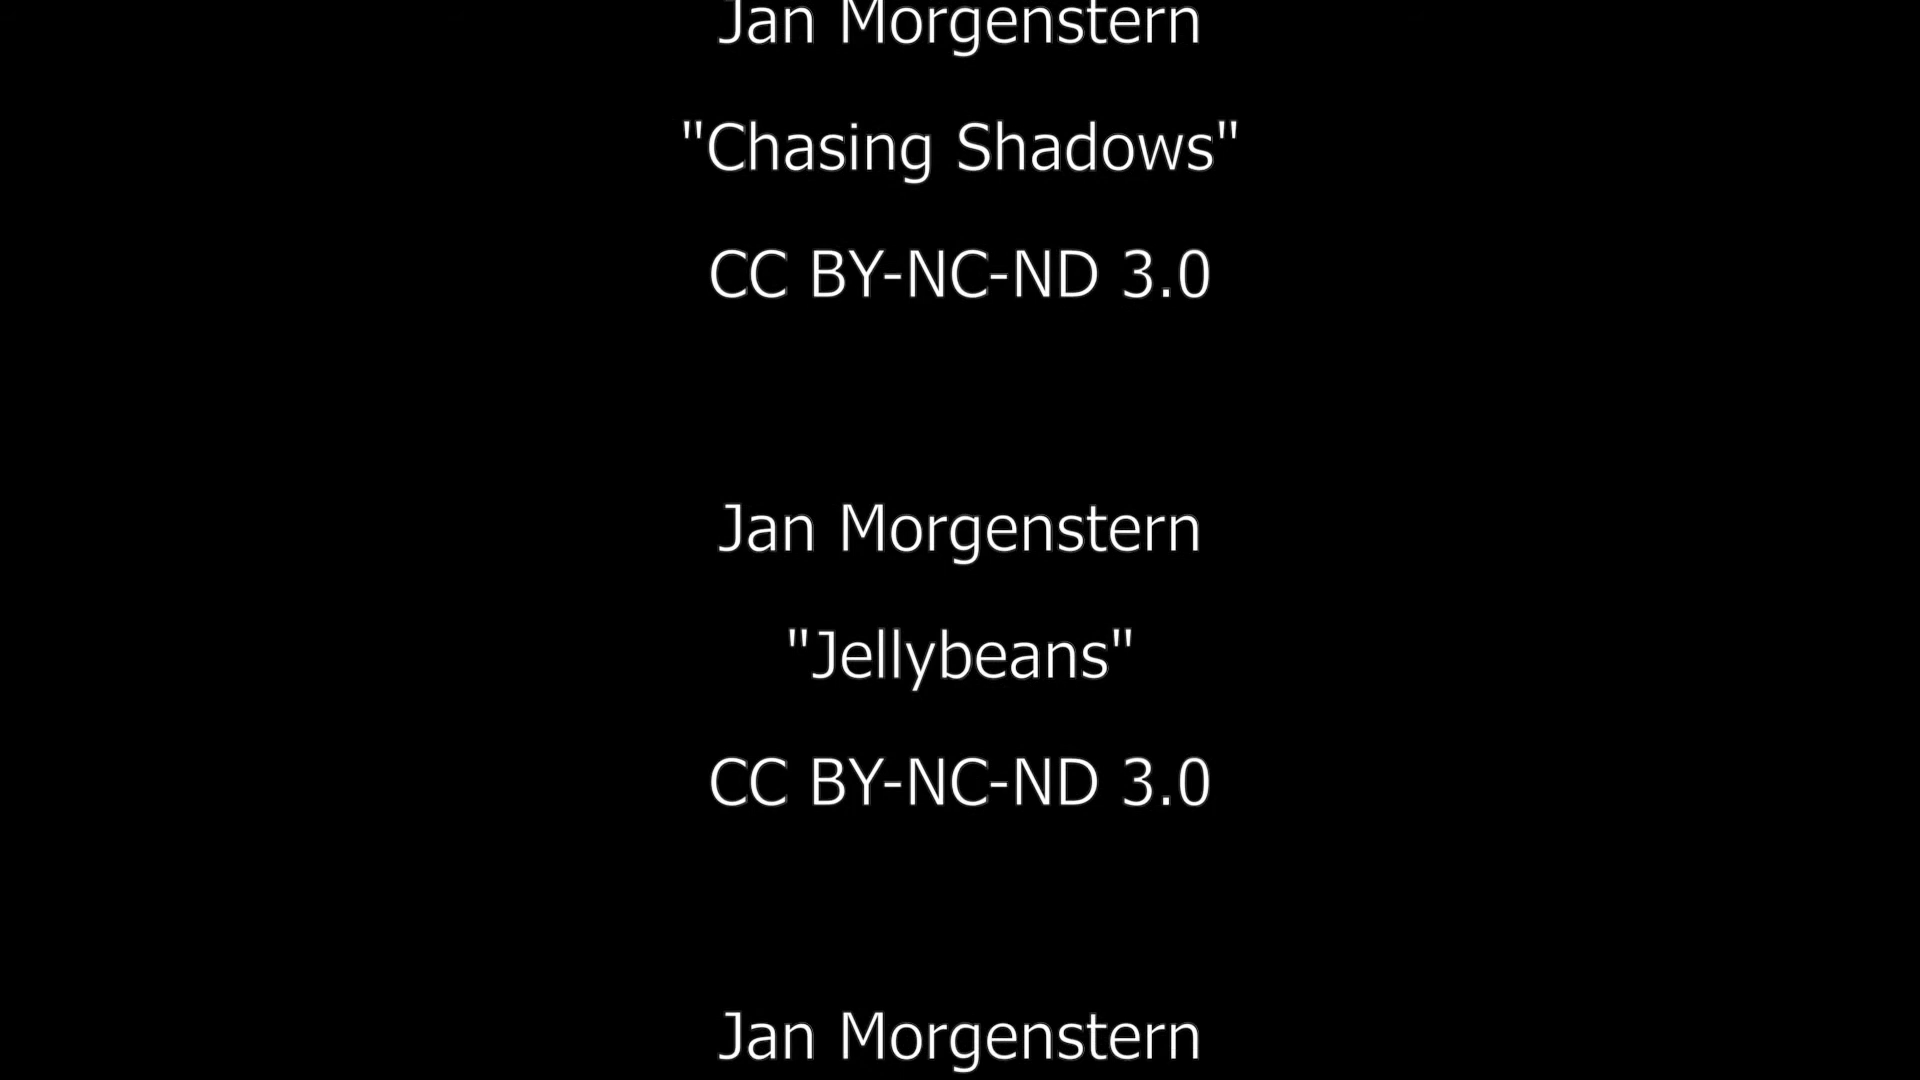 Jan Morgenstern
"Chasing Shadows"
CC BY-NC-ND 3.0
Jan Morgenstern
"Jellybeans"
CC BY-NC-ND 3.0
Jan Morgenstern